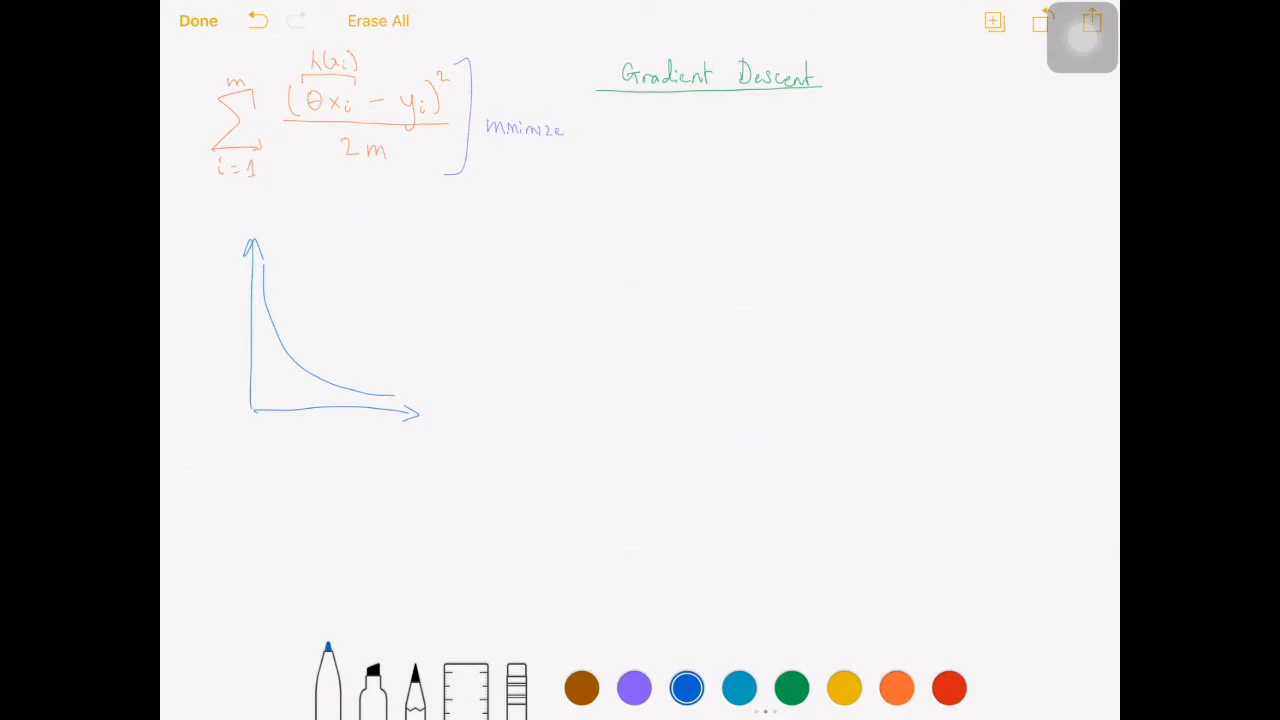 Done
Erase All
h(xᵢ)
m
∑ (θxᵢ - yᵢ)²
2m
i = 1
minimize
Gradient Descent